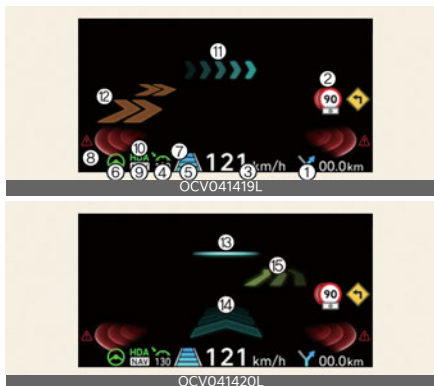 ⑪
②
⑫
90
⑩
⑦
⑧
HDA
121 km/h
00.0km
⑥ ⑨ ④ ⑤ ③ ①
OCV041419L
⑬
⑮
90
⑭
HDA
NAV
130
121 km/h
00.0km
OCV041420L